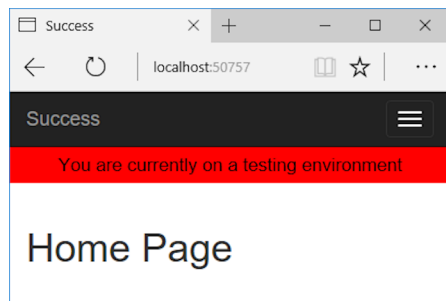 Success
localhost:50757
Success
You are currently on a testing environment
Home Page